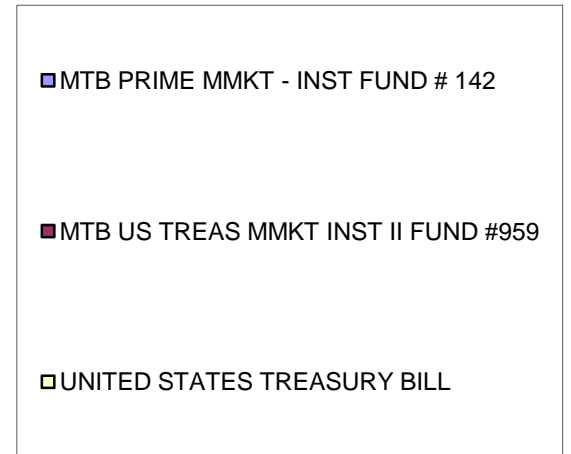 MTB PRIME MMKT - INST FUND # 142
MTB US TREAS MMKT INST II FUND #959
UNITED STATES TREASURY BILL